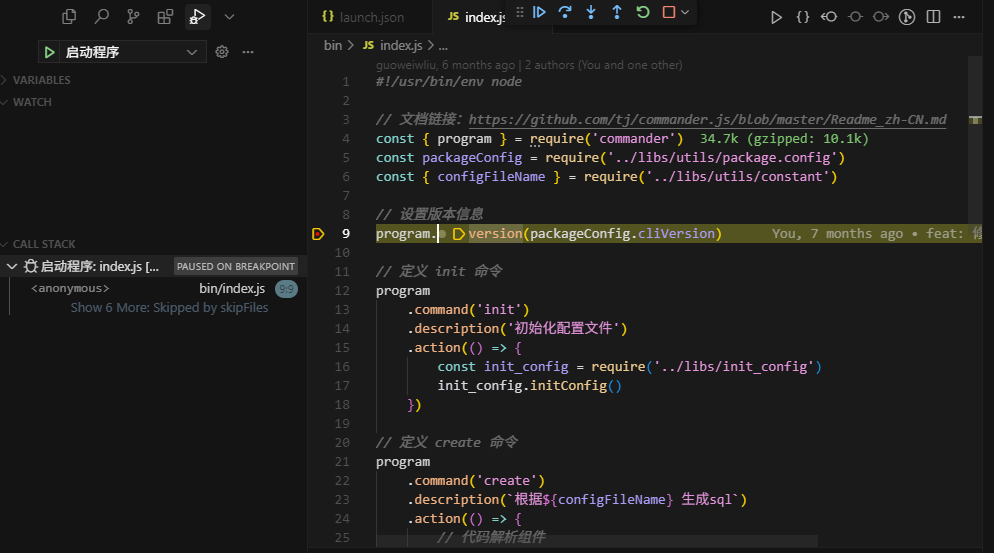 launch.json
JS index.js
启动程序
bin > JS index.js > ...
VARIABLES
WATCH
CALL STACK
启动程序: index.js [...
PAUSED ON BREAKPOINT
<anonymous>
bin/index.js
9:9
Show 6 More: Skipped by skipFiles
guoweiwliu, 6 months ago | 2 authors (You and one other)
1 #!/usr/bin/env node
2
3 // 文档链接: https://github.com/tj/commander.js/blob/master/Readme_zh-CN.md
4 const { program } = require('commander') 34.7k (gzipped: 10.1k)
5 const packageConfig = require('../libs/utils/package.config')
6 const { configFileName } = require('../libs/utils/constant')
7
8 // 设置版本信息
9 program.version(packageConfig.cliVersion) You, 7 months ago • feat:
10
11 // 定义 init 命令
12 program
13 .command('init')
14 .description('初始化配置文件')
15 .action(() => {
16 const init_config = require('../libs/init_config')
17 init_config.initConfig()
18 })
19
20 // 定义 create 命令
21 program
22 .command('create')
23 .description(`根据${configFileName} 生成sql`)
24 .action(() => {
25 // 代码解析组件